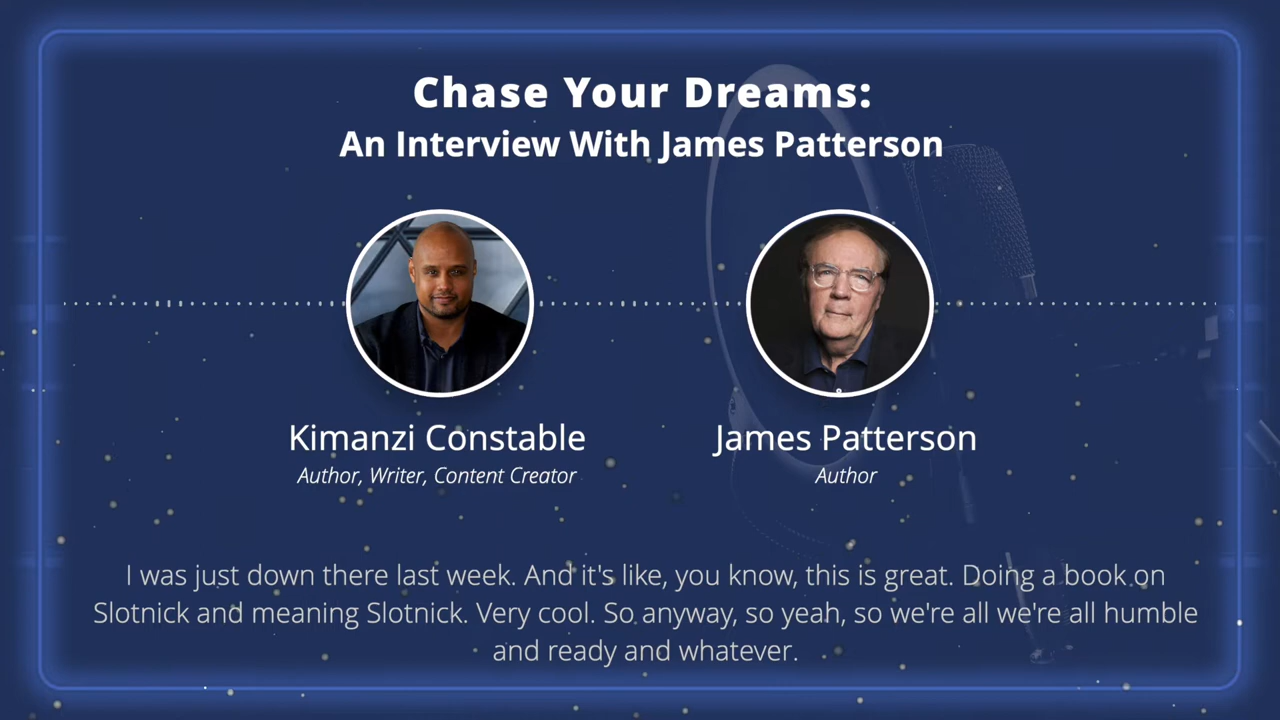 Chase Your Dreams:
An Interview With James Patterson
Kimanzi Constable
James Patterson
Author, Writer, Content Creator
Author
I was just down there last week. And it's like, you know, this is great. Doing a book on
Slotnick and meaning Slotnick. Very cool. So anyway, so yeah, so we're all we're all humble
and ready and whatever.